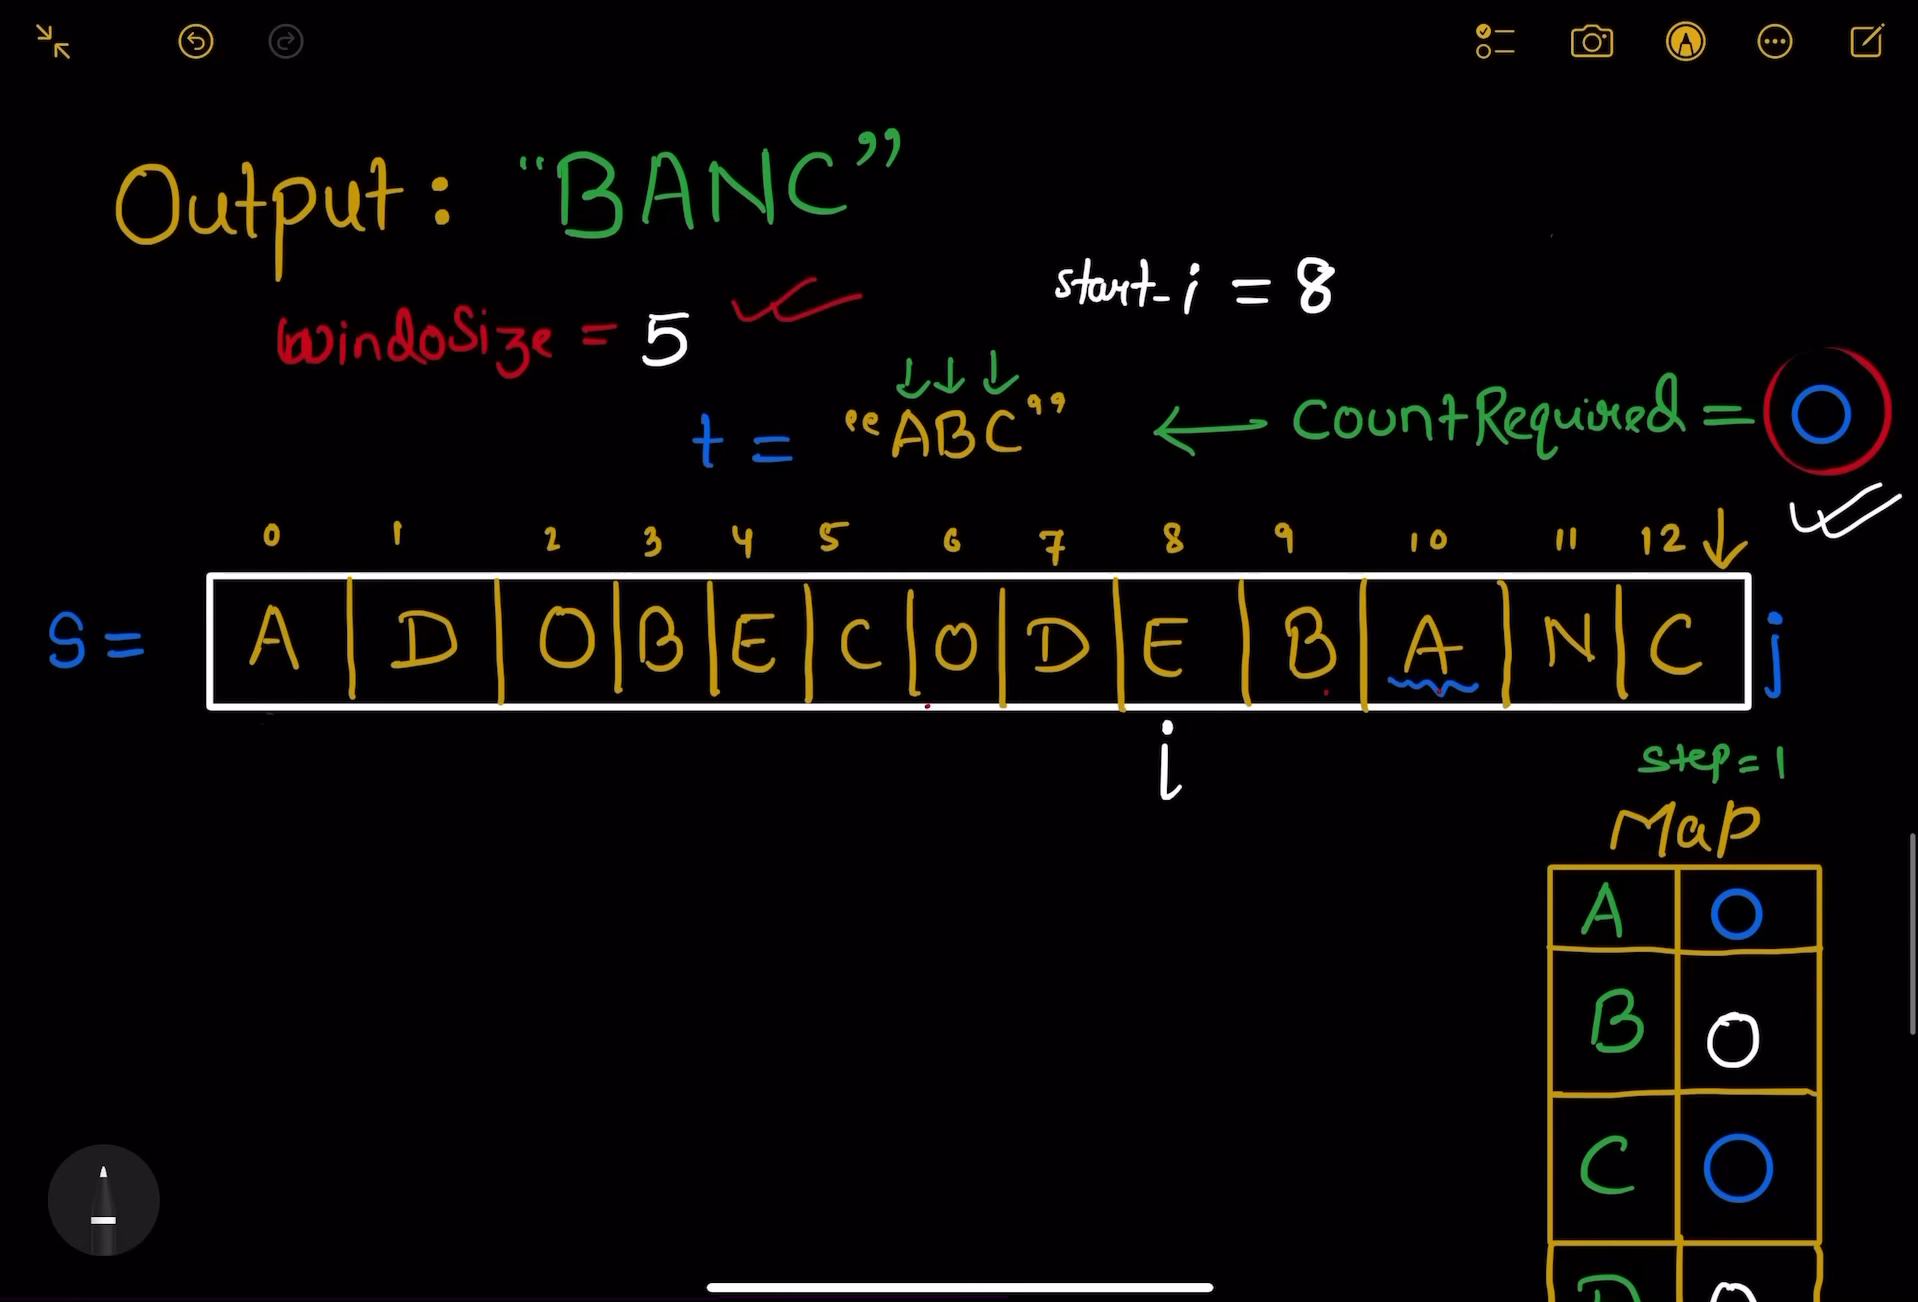 Output: "BANC"
start_i = 8
windoSize = 5
t = "ABC" ← CountRequired = 0
0 1 2 3 4 5 6 7 8 9 10 11 12
S = A D O B E C O D E B A N C j
i
Step = 1
Map
A 0
B 0
C 0
D 0